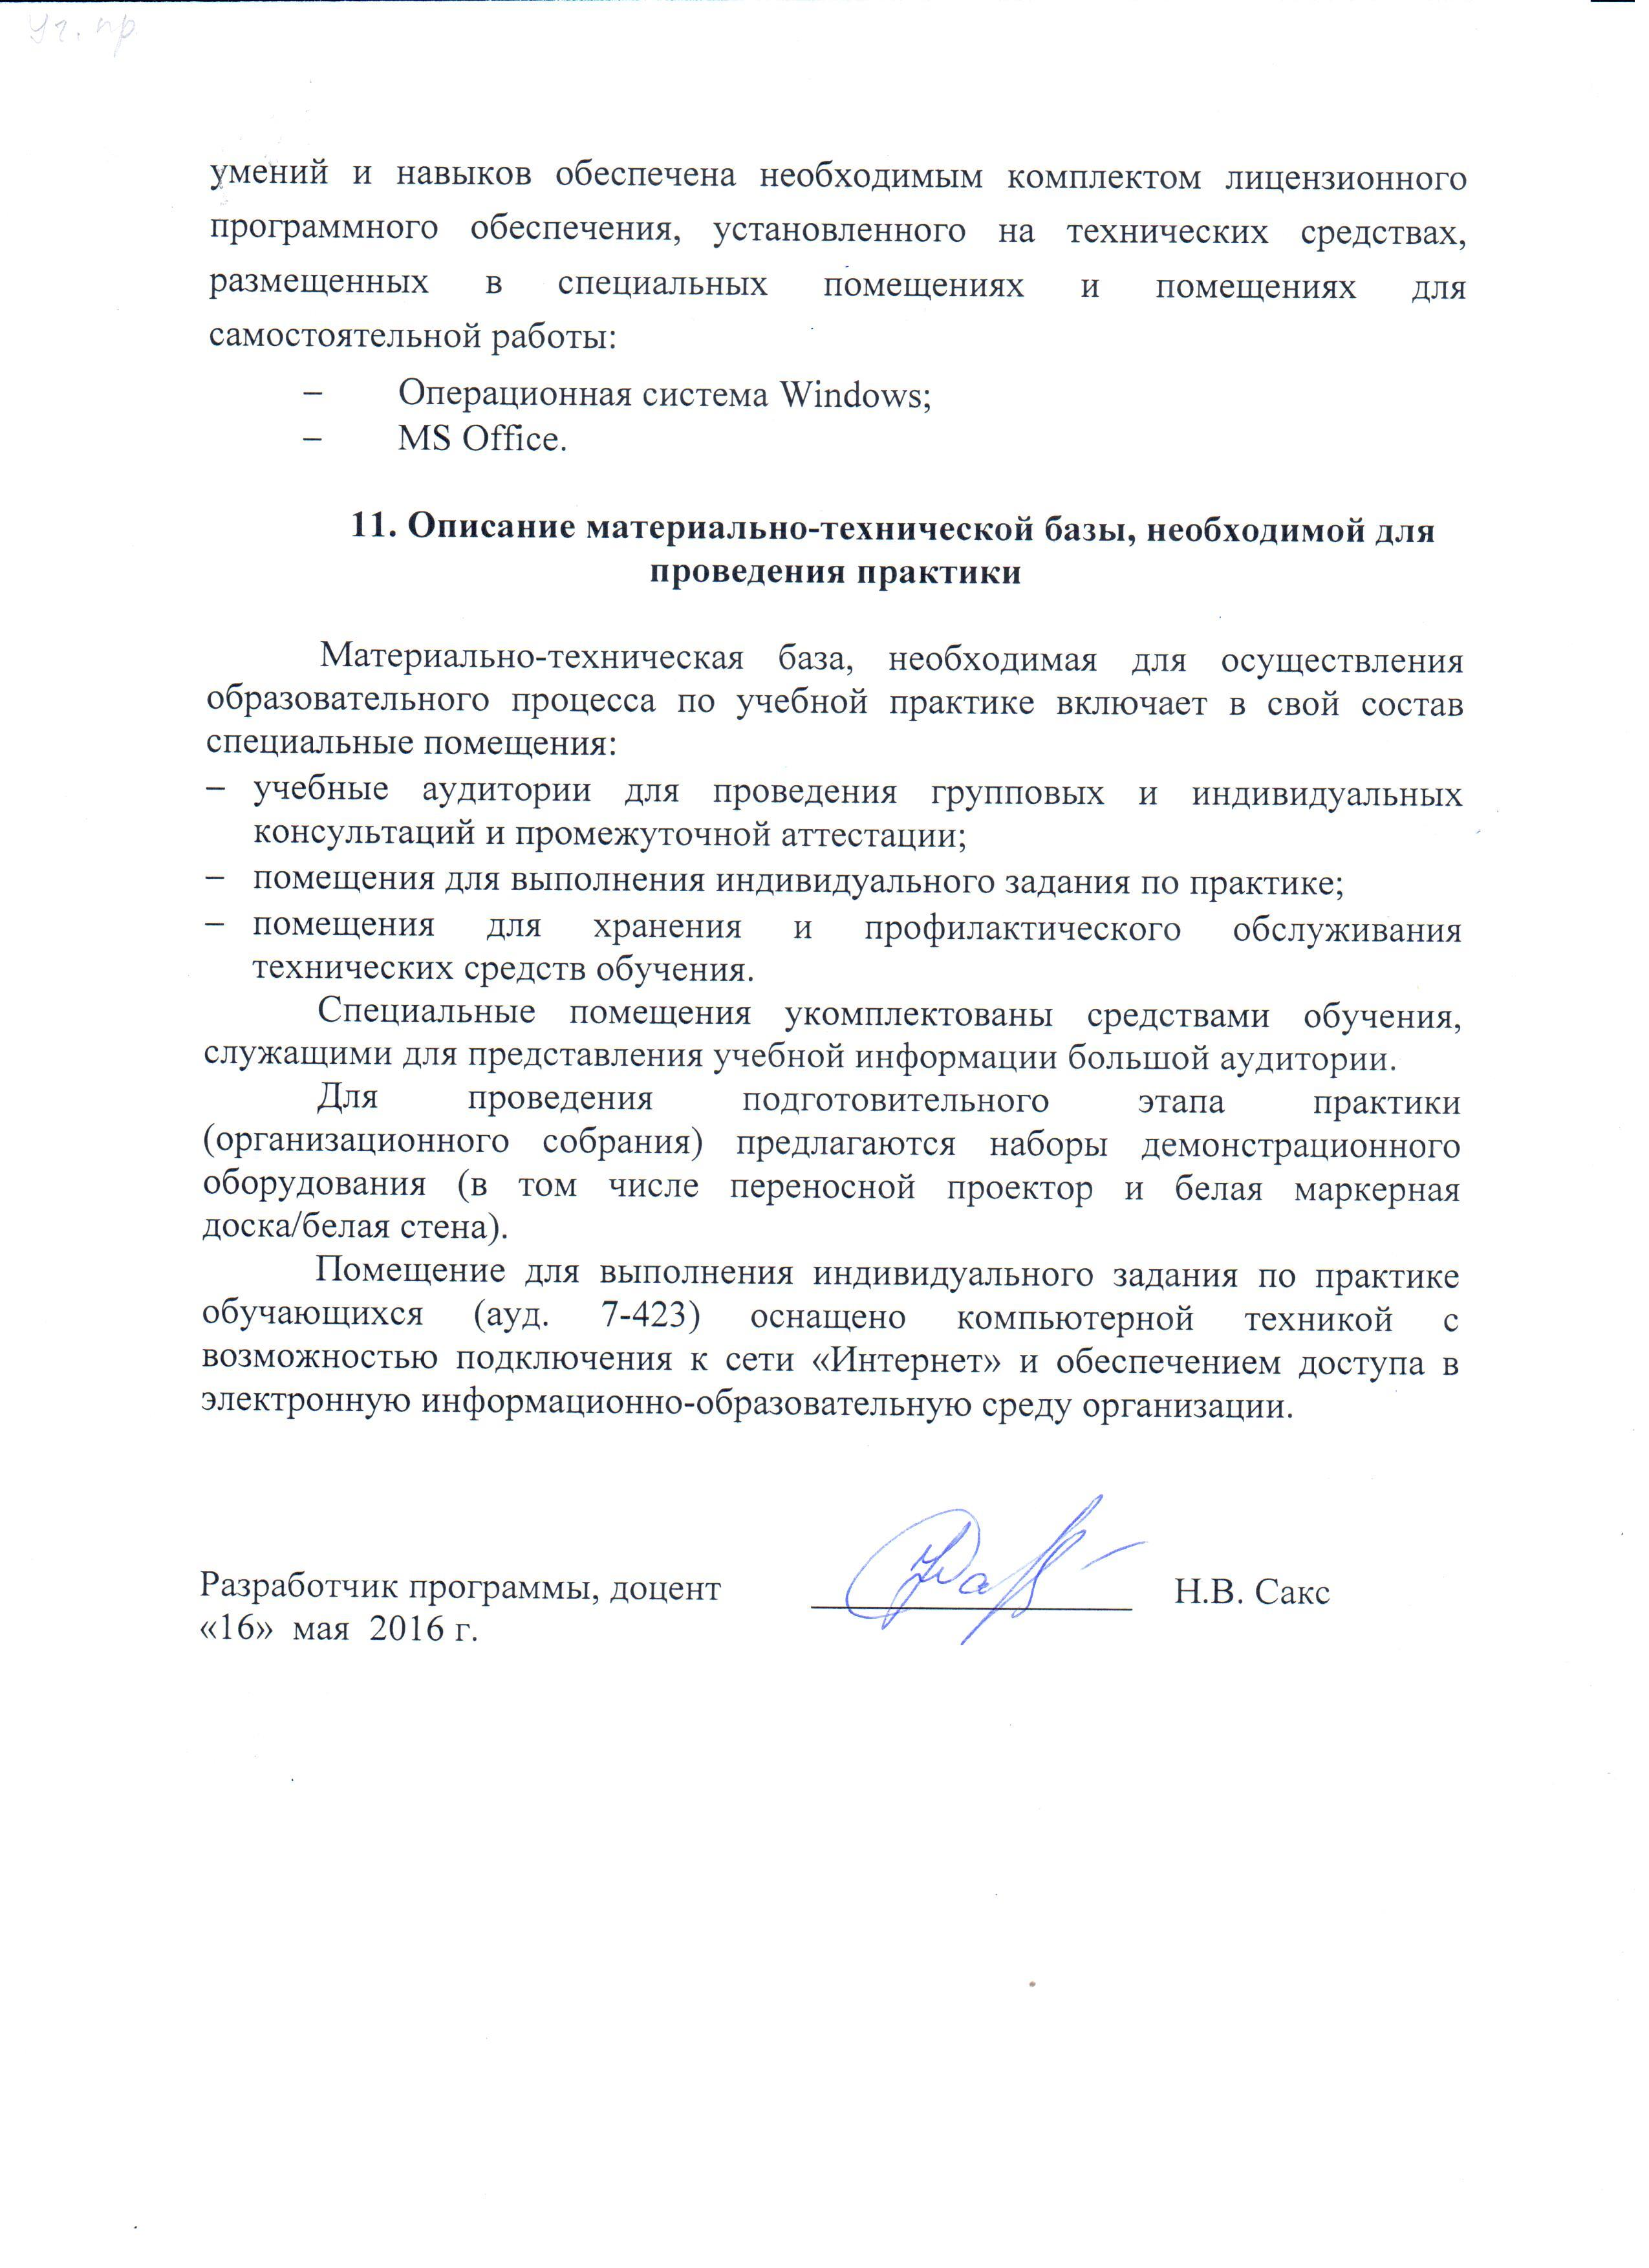 Уч. пр
умений и навыков обеспечена необходимым комплектом лицензионного
программного обеспечения, установленного на технических средствах,
размещенных в специальных помещениях и помещениях для
самостоятельной работы:
– Операционная система Windows;
– MS Office.
11. Описание материально-технической базы, необходимой для
проведения практики
Материально-техническая база, необходимая для осуществления
образовательного процесса по учебной практике включает в свой состав
специальные помещения:
– учебные аудитории для проведения групповых и индивидуальных
консультаций и промежуточной аттестации;
– помещения для выполнения индивидуального задания по практике;
– помещения для хранения и профилактического обслуживания
технических средств обучения.
Специальные помещения укомплектованы средствами обучения,
служащими для представления учебной информации большой аудитории.
Для проведения подготовительного этапа практики
(организационного собрания) предлагаются наборы демонстрационного
оборудования (в том числе переносной проектор и белая маркерная
доска/белая стена).
Помещение для выполнения индивидуального задания по практике
обучающихся (ауд. 7-423) оснащено компьютерной техникой с
возможностью подключения к сети «Интернет» и обеспечением доступа в
электронную информационно-образовательную среду организации.
Разработчик программы, доцент Н.В. Сакс
«16» мая 2016 г.